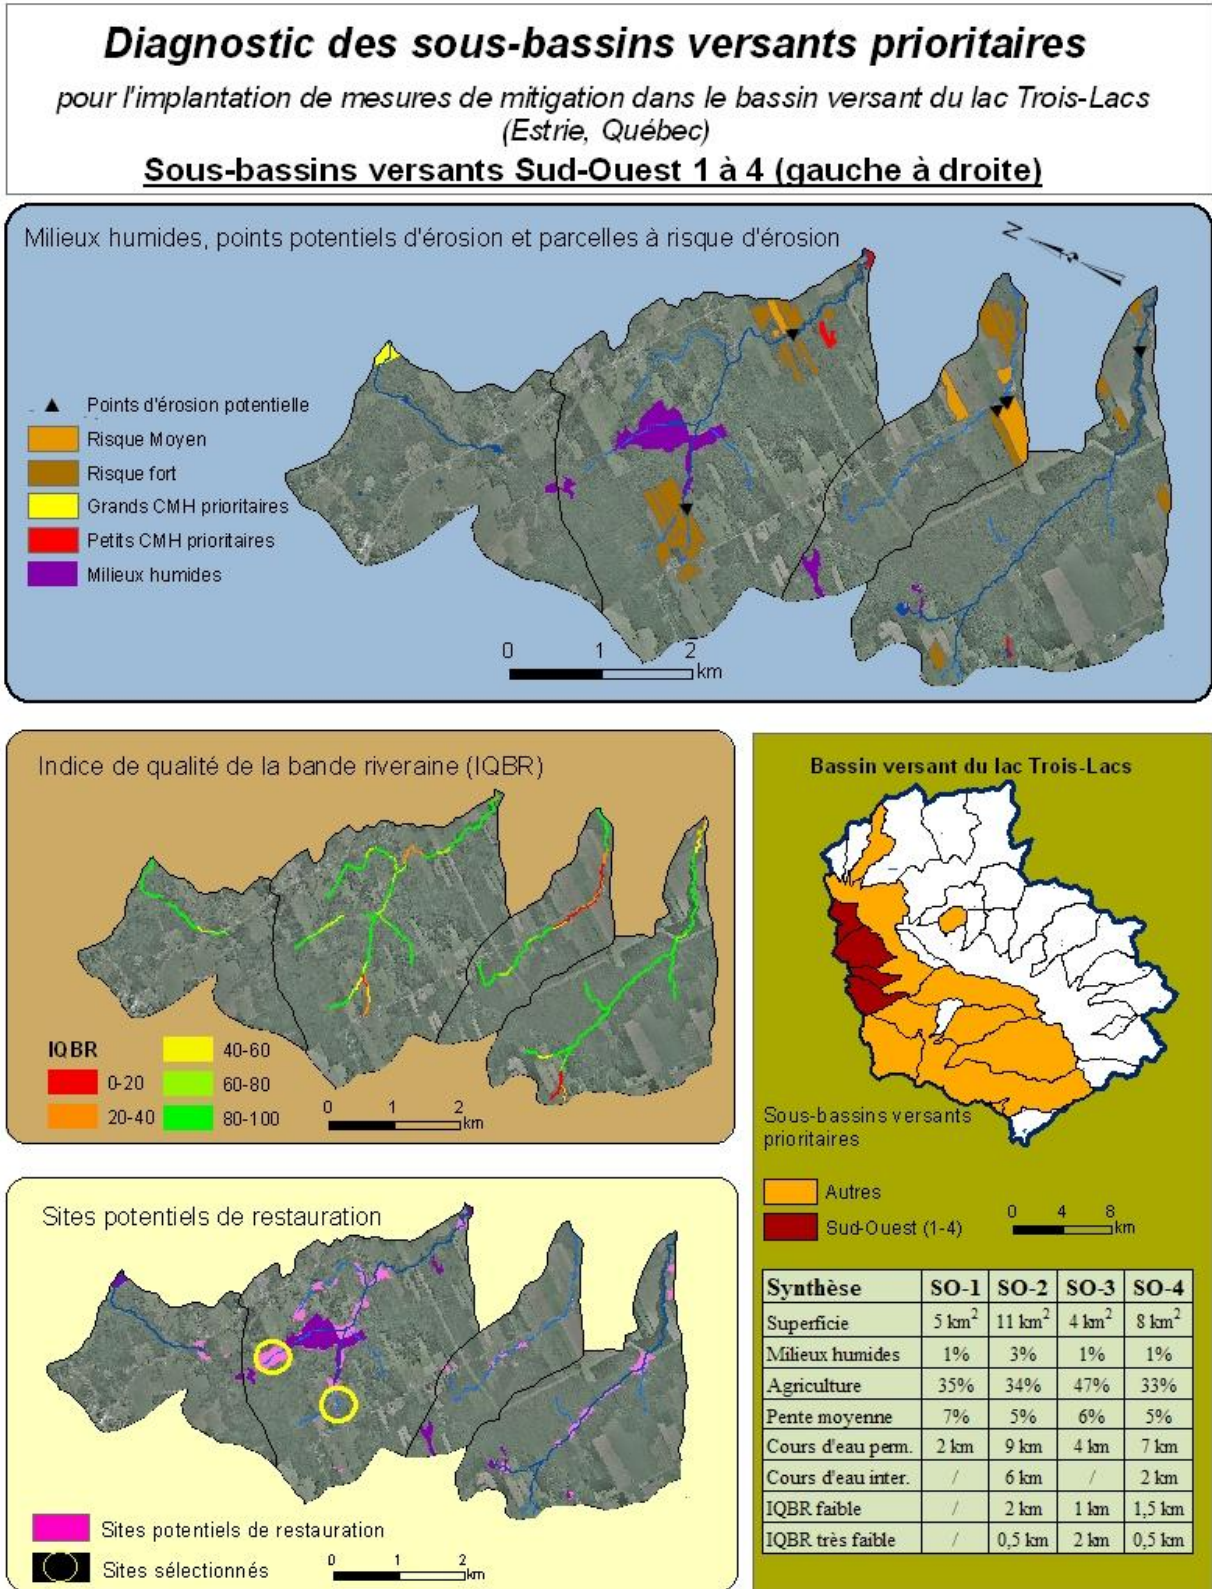 Diagnostic des sous-bassins versants prioritaires
pour l'implantation de mesures de mitigation dans le bassin versant du lac Trois-Lacs
(Estrie, Québec)
Sous-bassins versants Sud-Ouest 1 à 4 (gauche à droite)
Milieux humides, points potentiels d'érosion et parcelles à risque d'érosion
N
Points d'érosion potentielle
Risque Moyen
Risque fort
Grands CMH prioritaires
Petits CMH prioritaires
Milieux humides
0 1 2
km
Indice de qualité de la bande riveraine (IQBR)
IQBR
0-20
20-40
40-60
60-80
80-100
0 1 2
km
Bassin versant du lac Trois-Lacs
Sous-bassins versants
prioritaires
Autres
Sud-Ouest (1-4)
0 4 8
km
Sites potentiels de restauration
Sites potentiels de restauration
Sites sélectionnés
0 1 2
km
Synthèse SO-1 SO-2 SO-3 SO-4
Superficie 5 km² 11 km² 4 km² 8 km²
Milieux humides 1% 3% 1% 1%
Agriculture 35% 34% 47% 33%
Pente moyenne 7% 5% 6% 5%
Cours d'eau perm. 2 km 9 km 4 km 7 km
Cours d'eau inter. / 6 km / 2 km
IQBR faible / 2 km 1 km 1,5 km
IQBR très faible / 0,5 km 2 km 0,5 km